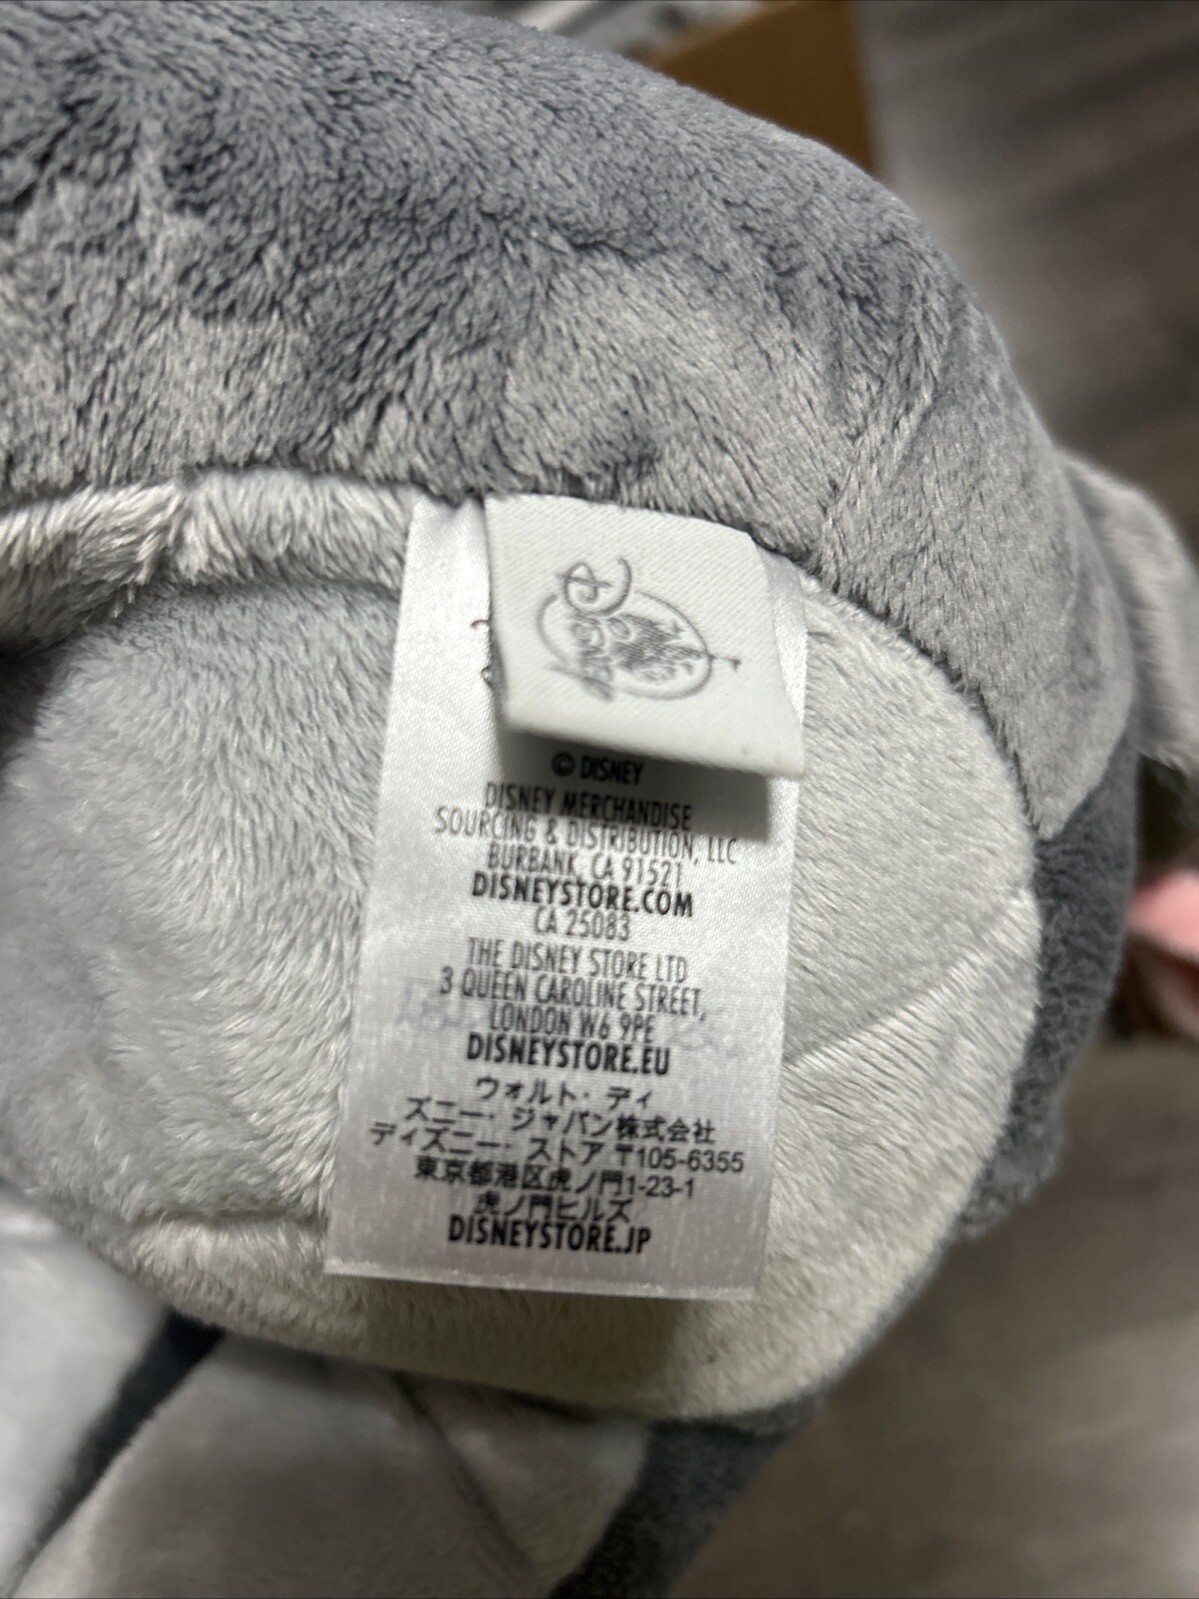 DISNEY
STORE
© DISNEY
DISNEY MERCHANDISE
SOURCING & DISTRIBUTION, LLC
BURBANK, CA 91521
DISNEYSTORE.COM
CA 25083
THE DISNEY STORE LTD
3 QUEEN CAROLINE STREET,
LONDON W6 9PE
DISNEYSTORE.EU
ウォルト・ディ
ズニー・ジャパン株式会社
ディズニー・ストア 〒105-6355
東京都港区虎ノ門1-23-1
虎ノ門ヒルズ
DISNEYSTORE.JP